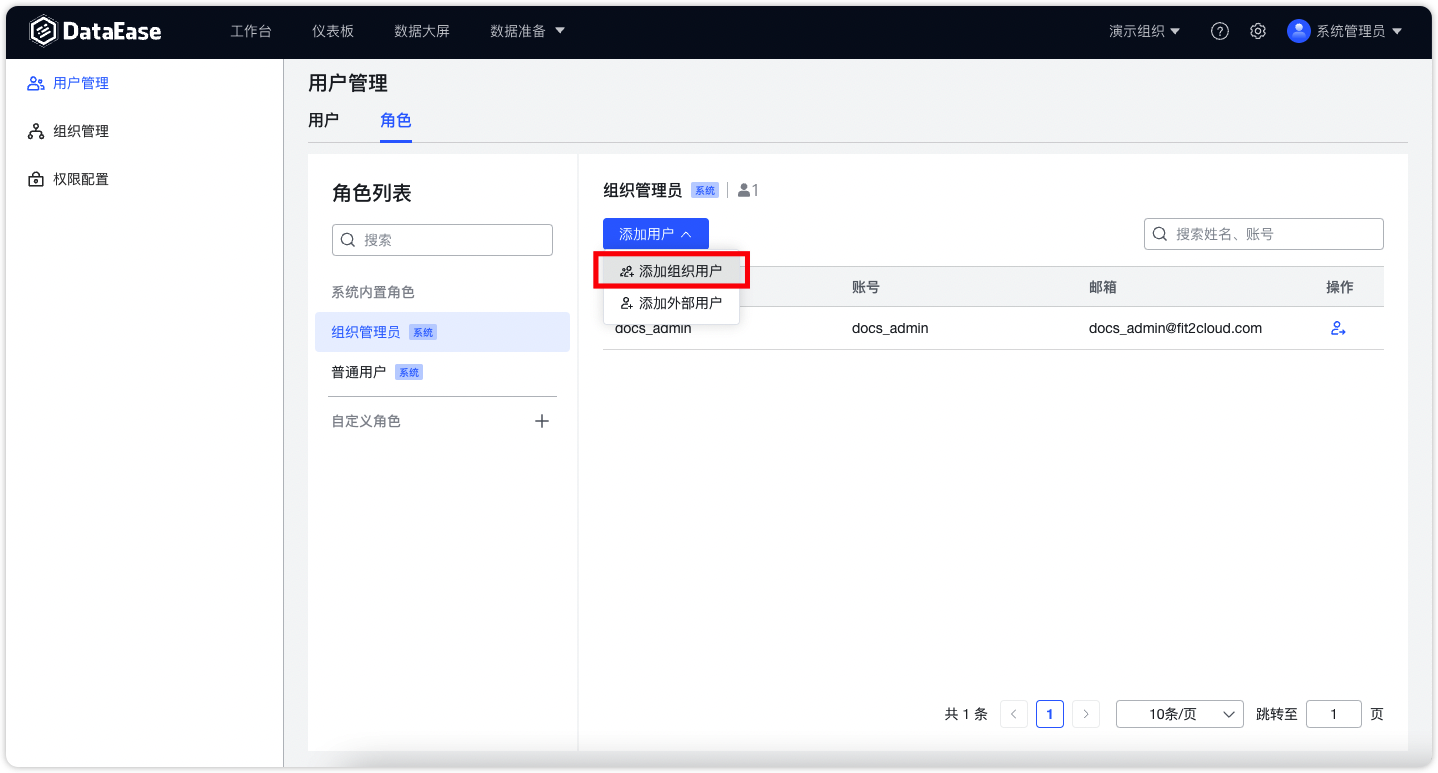 DataEase 工作台 仪表板 数据大屏 数据准备 演示组织 系统管理员
用户管理
组织管理
权限配置
用户管理
用户 角色
角色列表
搜索
系统内置角色
组织管理员 系统
普通用户 系统
自定义角色
组织管理员 系统 1
添加用户
搜索姓名、账号
添加组织用户
添加外部用户
账号 邮箱 操作
docs_admin docs_admin docs_admin@fit2cloud.com
共 1 条 1 10条/页 跳转至 1 页